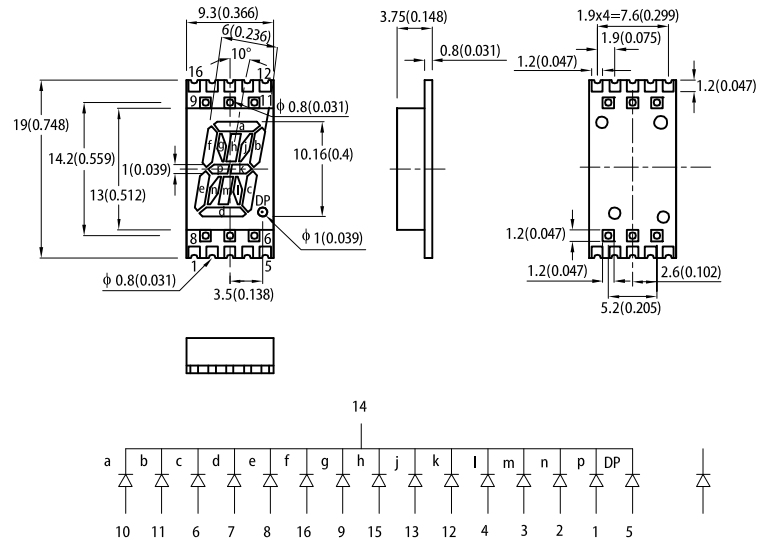 9.3(0.366)
6(0.236)
10°
16
12
9
11
ϕ 0.8(0.031)
19(0.748)
14.2(0.559)
13(0.512)
1(0.039)
10.16(0.4)
a
f
g
h
j
b
p
k
e
n
m
l
c
d
DP
8
6
1
5
ϕ 1(0.039)
ϕ 0.8(0.031)
3.5(0.138)
3.75(0.148)
0.8(0.031)
1.9x4=7.6(0.299)
1.9(0.075)
1.2(0.047)
1.2(0.047)
1.2(0.047)
1.2(0.047)
2.6(0.102)
5.2(0.205)
14
a b c d e f g h j k l m n p DP
10 11 6 7 8 16 9 15 13 12 4 3 2 1 5